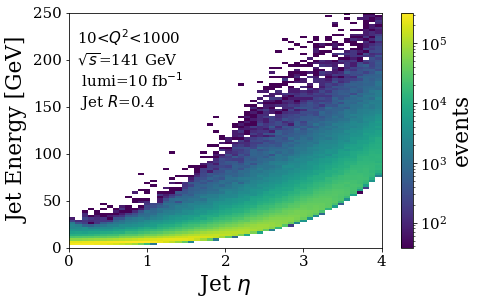 250
200
150
100
50
0
Jet Energy [GeV]
10<Q²<1000
√s=141 GeV
lumi=10 fb⁻¹
Jet R=0.4
0 1 2 3 4
Jet η
10⁵
10⁴
10³
10²
events